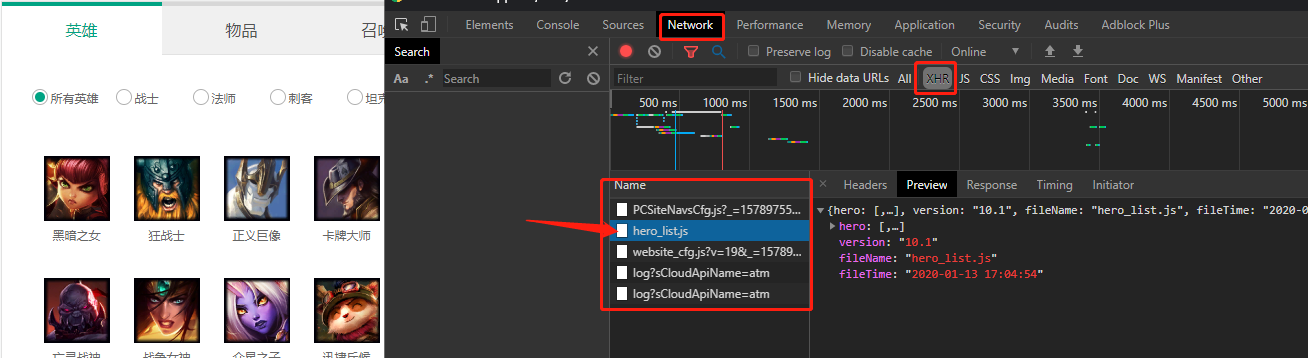 英雄
物品
所有英雄
战士
法师
刺客
黑暗之女
狂战士
正义巨像
卡牌大师
Elements
Console
Sources
Network
Performance
Memory
Application
Security
Audits
Adblock Plus
Search
Preserve log
Disable cache
Online
Aa
.*
Search
Filter
Hide data URLs
All
XHR
JS
CSS
Img
Media
Font
Doc
WS
Manifest
Other
500 ms
1000 ms
1500 ms
2000 ms
2500 ms
3000 ms
3500 ms
4000 ms
4500 ms
5000 ms
Name
PCSiteNavsCfg.js?_=15789755...
hero_list.js
website_cfg.js?v=19&_=15789...
log?sCloudApiName=atm
log?sCloudApiName=atm
Headers
Preview
Response
Timing
Initiator
{hero: [,…], version: "10.1", fileName: "hero_list.js", fileTime: "2020-0
hero: [,…]
version: "10.1"
fileName: "hero_list.js"
fileTime: "2020-01-13 17:04:54"